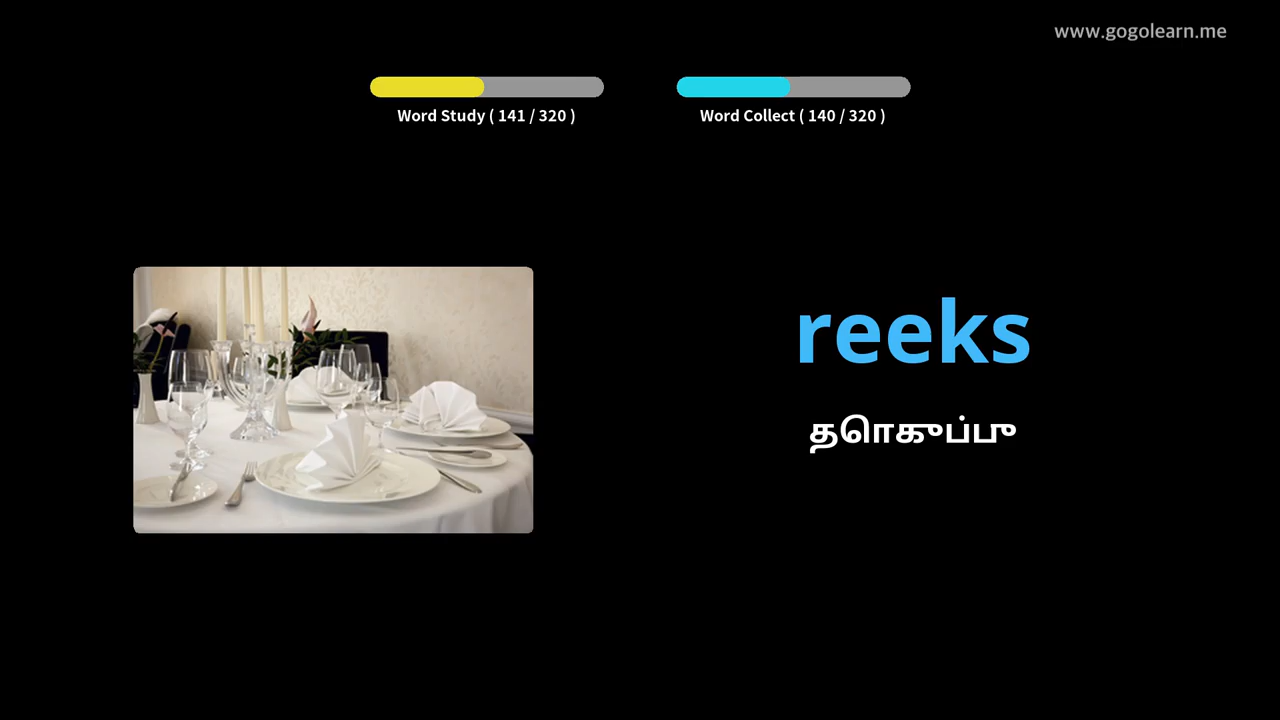 www.gogolearn.me
Word Study ( 141 / 320 )
Word Collect ( 140 / 320 )
reeks
தொகுப்பு